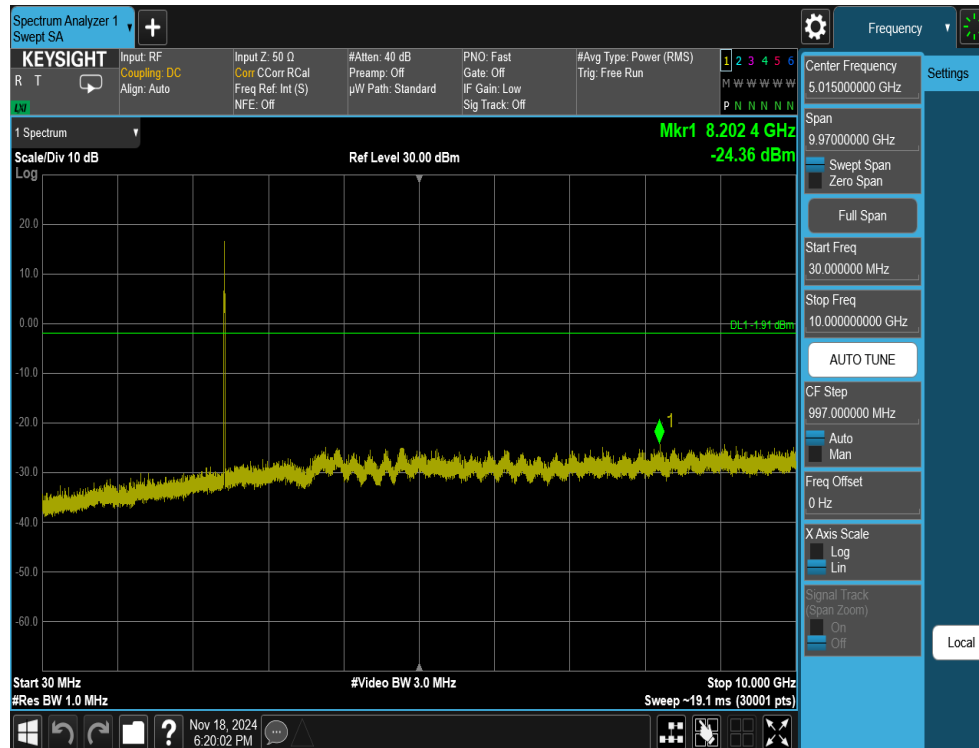 Spectrum Analyzer 1
Swept SA
Frequency
KEYSIGHT
R T
LXI
Input: RF
Coupling: DC
Align: Auto
Input Z: 50 Ω
Corr CCorr RCal
Freq Ref: Int (S)
NFE: Off
#Atten: 40 dB
Preamp: Off
µW Path: Standard
PNO: Fast
Gate: Off
IF Gain: Low
Sig Track: Off
#Avg Type: Power (RMS)
Trig: Free Run
1 2 3 4 5 6
M W W W W W
P N N N N N
1 Spectrum
Scale/Div 10 dB
Log
Ref Level 30.00 dBm
Mkr1 8.202 4 GHz
-24.36 dBm
20.0
10.0
0.00
-10.0
-20.0
-30.0
-40.0
-50.0
-60.0
DL1 -1.91 dBm
1
Start 30 MHz
#Res BW 1.0 MHz
#Video BW 3.0 MHz
Stop 10.000 GHz
Sweep ~19.1 ms (30001 pts)
Center Frequency
5.015000000 GHz
Span
9.97000000 GHz
Swept Span
Zero Span
Full Span
Start Freq
30.000000 MHz
Stop Freq
10.000000000 GHz
AUTO TUNE
CF Step
997.000000 MHz
Auto
Man
Freq Offset
0 Hz
X Axis Scale
Log
Lin
Signal Track
(Span Zoom)
On
Off
Settings
Local
?
Nov 18, 2024
6:20:02 PM